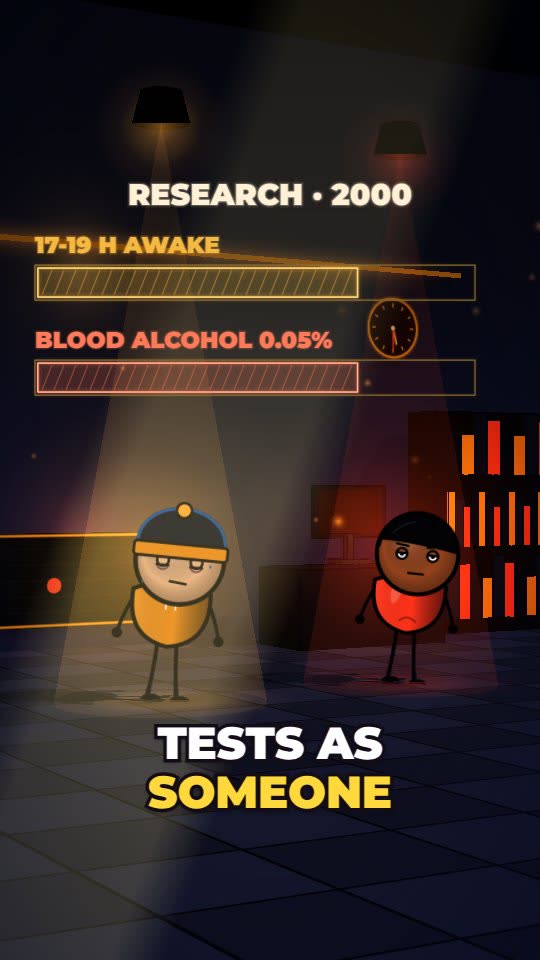 RESEARCH • 2000
17-19 H AWAKE
BLOOD ALCOHOL 0.05%
TESTS AS
SOMEONE